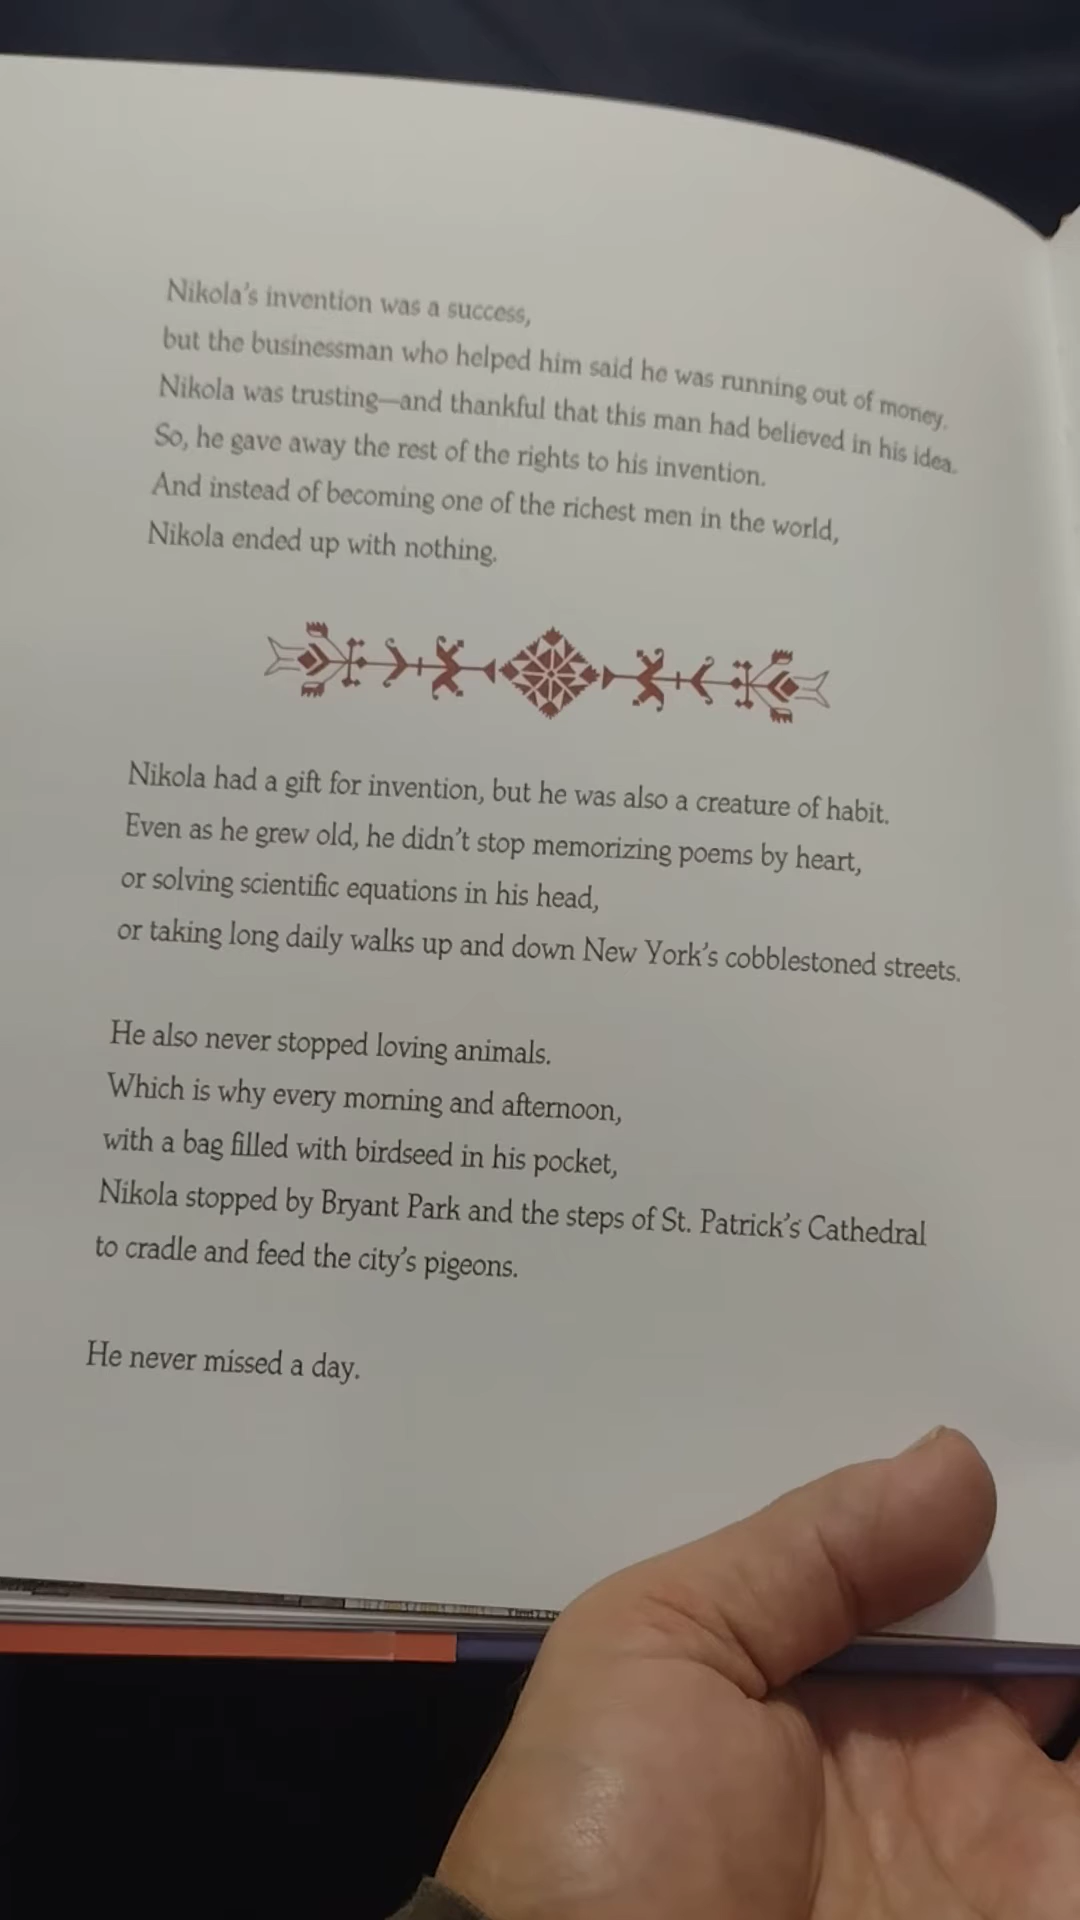 Nikola's invention was a success,
but the businessman who helped him said he was running out of money.
Nikola was trusting—and thankful that this man had believed in his idea.
So, he gave away the rest of the rights to his invention.
And instead of becoming one of the richest men in the world,
Nikola ended up with nothing.
Nikola had a gift for invention, but he was also a creature of habit.
Even as he grew old, he didn't stop memorizing poems by heart,
or solving scientific equations in his head,
or taking long daily walks up and down New York's cobblestoned streets.
He also never stopped loving animals.
Which is why every morning and afternoon,
with a bag filled with birdseed in his pocket,
Nikola stopped by Bryant Park and the steps of St. Patrick's Cathedral
to cradle and feed the city's pigeons.
He never missed a day.